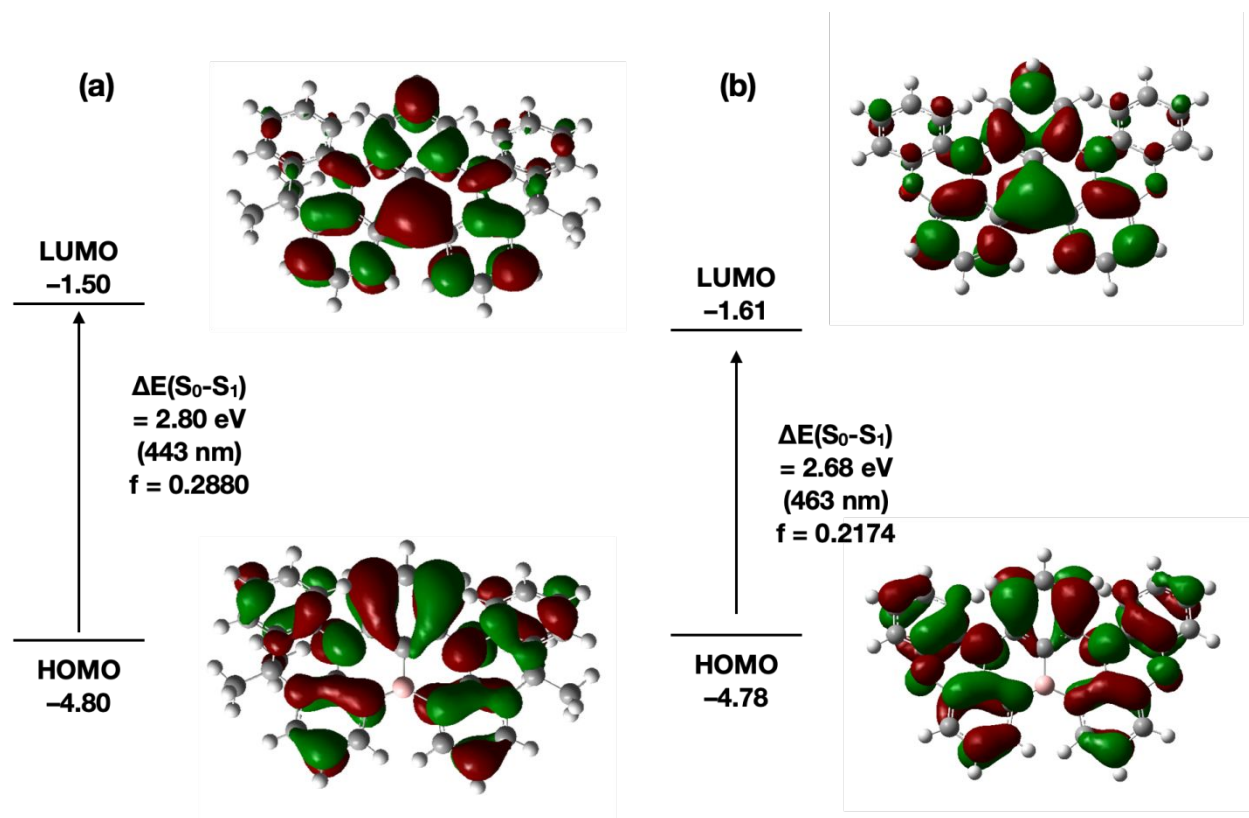 (a)
LUMO
–1.50
ΔE(S₀-S₁)
= 2.80 eV
(443 nm)
f = 0.2880
HOMO
–4.80
(b)
LUMO
–1.61
ΔE(S₀-S₁)
= 2.68 eV
(463 nm)
f = 0.2174
HOMO
–4.78